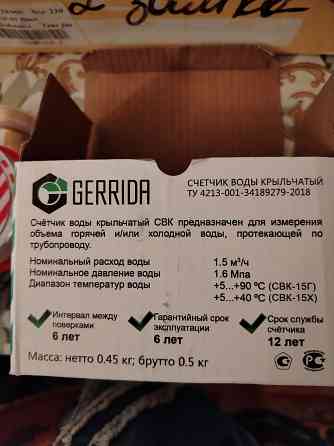 GERRIDA
СЧЕТЧИК ВОДЫ КРЫЛЬЧАТЫЙ
ТУ 4213-001-34189279-2018
Счётчик воды крыльчатый СВК предназначен для измерения
объема горячей и/или холодной воды, протекающей по
трубопроводу.
Номинальный расход воды 1.5 м³/ч
Номинальное давление воды 1.6 Мпа
Диапазон температур воды +5...+90 ºС (СВК-15Г)
+5...+40 ºС (СВК-15Х)
Интервал между
поверками
6 лет
Гарантийный срок
эксплуатации
6 лет
Срок службы
счётчика
12 лет
Масса: нетто 0.45 кг; брутто 0.5 кг